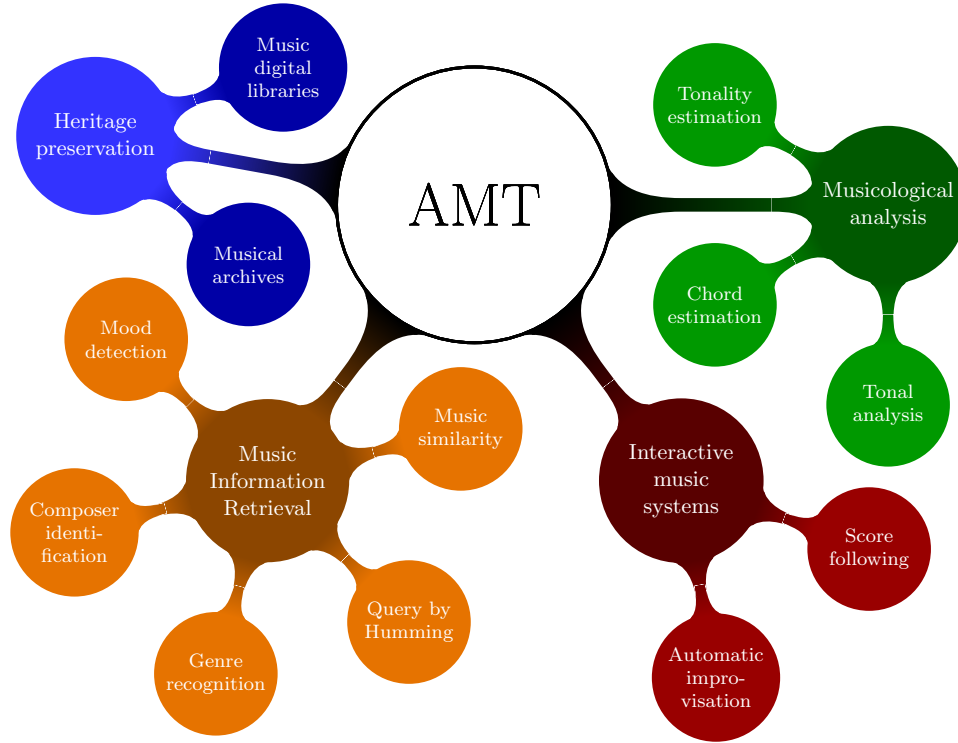 Music
digital
libraries
Heritage
preservation
Musical
archives
AMT
Tonality
estimation
Musicological
analysis
Chord
estimation
Tonal
analysis
Mood
detection
Music
similarity
Music
Information
Retrieval
Composer
identi-
fication
Query by
Humming
Genre
recognition
Interactive
music
systems
Score
following
Automatic
impro-
visation